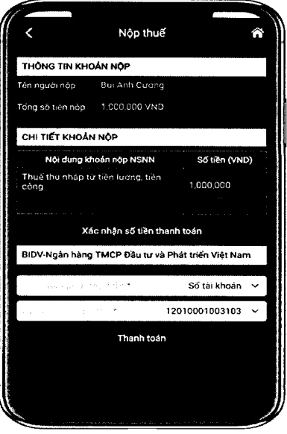 Nộp thuế
THÔNG TIN KHOẢN NỘP
Tên người nộp Bùi Anh Cương
Tổng số tiền nộp 1.000.000 VND
CHI TIẾT KHOẢN NỘP
Nội dung khoản nộp NSNN Số tiền (VND)
Thuế thu nhập từ tiền lương, tiền
công 1,000,000
Xác nhận số tiền thanh toán
BIDV-Ngân hàng TMCP Đầu tư và Phát triển Việt Nam
Số tài khoản
12010001003103
Thanh toán